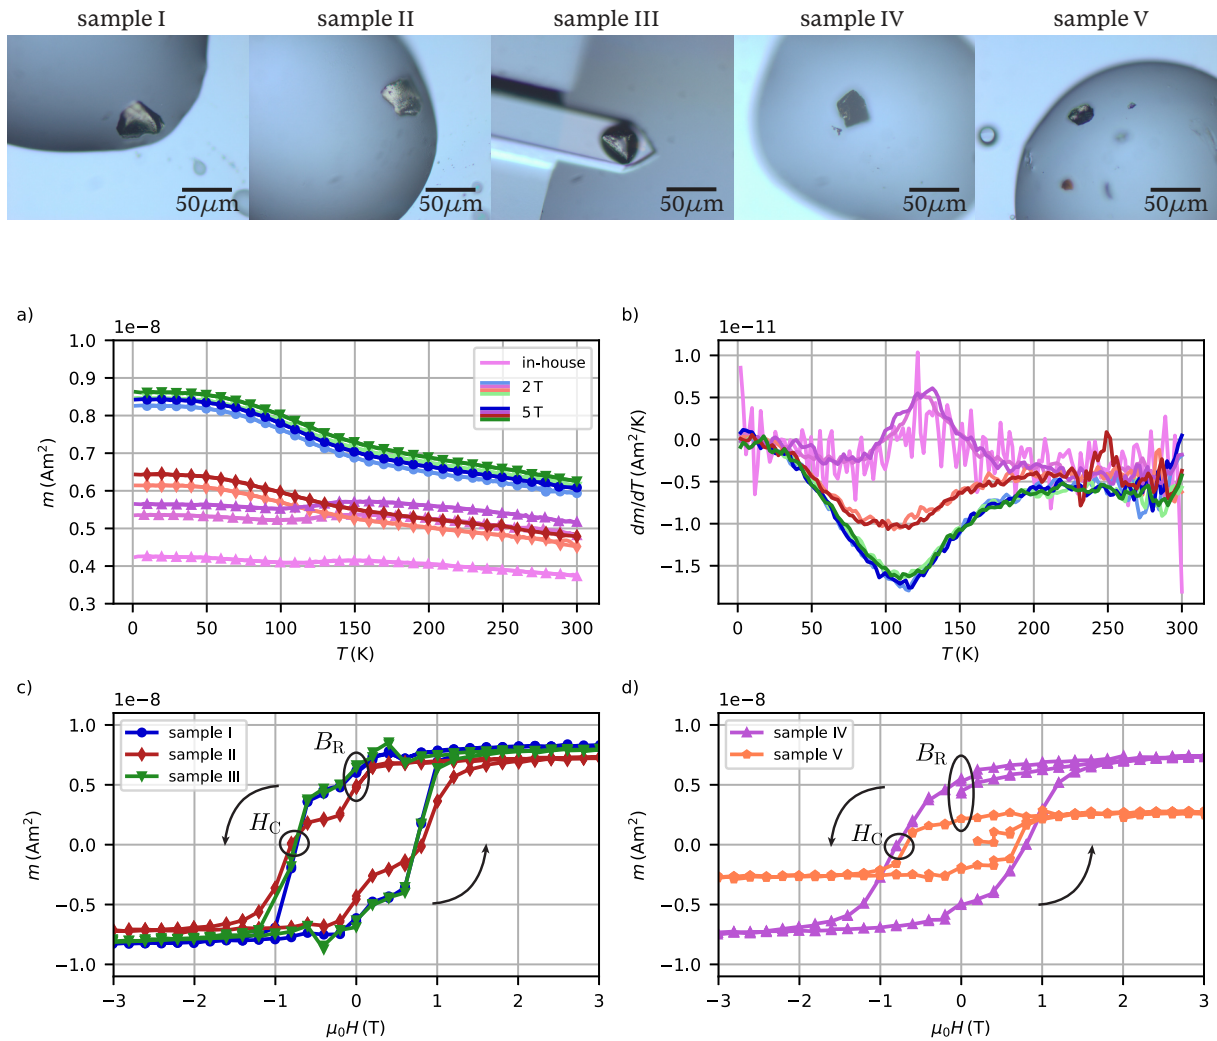 sample I
sample II
sample III
sample IV
sample V
50μm
50μm
50μm
50μm
50μm
a)
1e−8
m (Am²)
1.0
0.9
0.8
0.7
0.6
0.5
0.4
0.3
in-house
2 T
5 T
0
50
100
150
200
250
300
T (K)
b)
1e−11
dm/dT (Am²/K)
1.0
0.5
0.0
−0.5
−1.0
−1.5
0
50
100
150
200
250
300
T (K)
c)
1e−8
m (Am²)
1.0
0.5
0.0
−0.5
−1.0
sample I
sample II
sample III
B_R
H_C
−3
−2
−1
0
1
2
3
μ₀H (T)
d)
1e−8
m (Am²)
1.0
0.5
0.0
−0.5
−1.0
sample IV
sample V
B_R
H_C
−3
−2
−1
0
1
2
3
μ₀H (T)